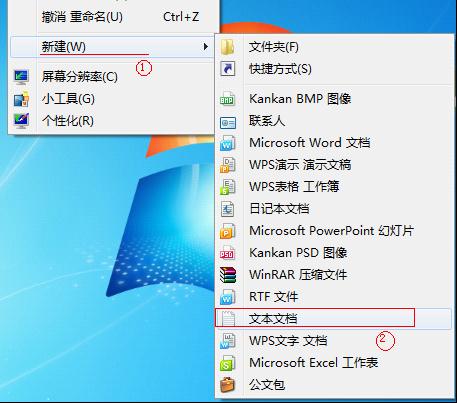 撤消 重命名(U) Ctrl+Z
新建(W)
①
屏幕分辨率(C)
小工具(G)
个性化(R)
文件夹(F)
快捷方式(S)
Kankan BMP 图像
联系人
Microsoft Word 文档
WPS演示 演示文稿
WPS表格 工作簿
日记本文档
Microsoft PowerPoint 幻灯片
Kankan PSD 图像
WinRAR 压缩文件
RTF 文件
文本文档
②
WPS文字 文档
Microsoft Excel 工作表
公文包